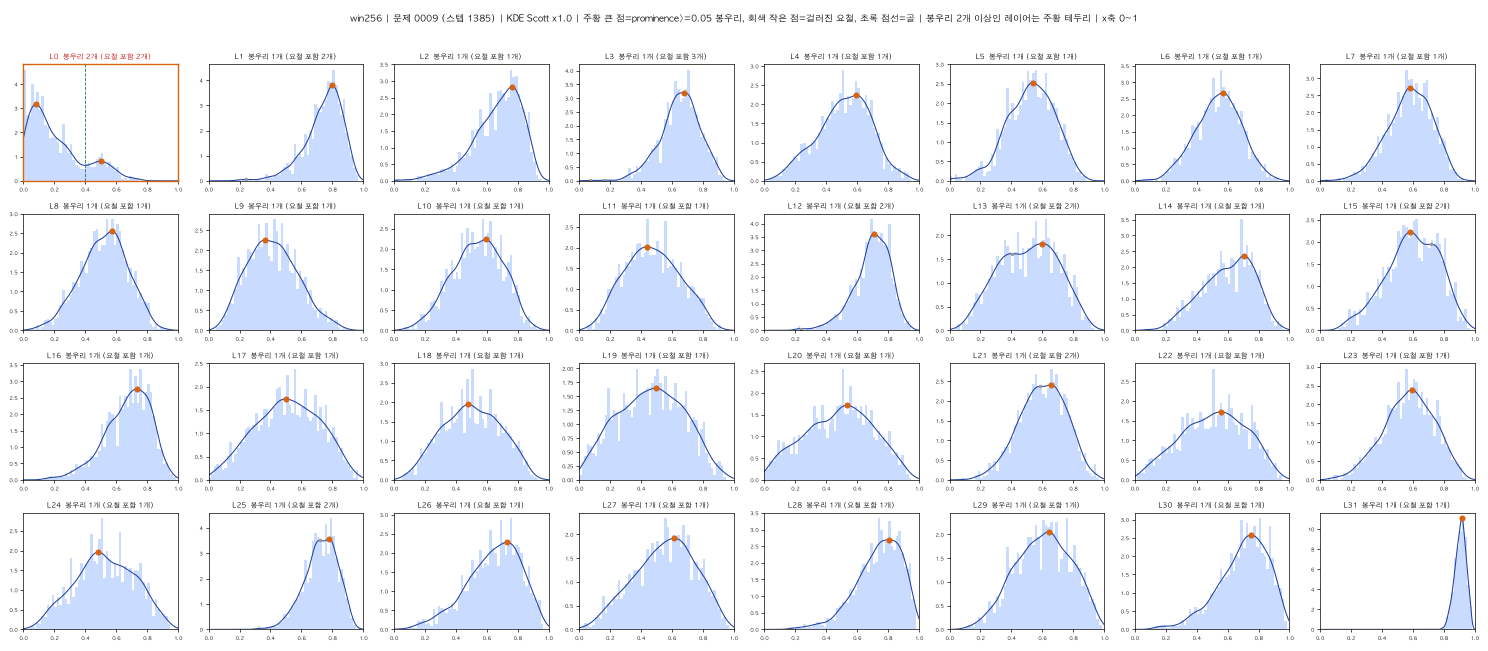 win256 | 문제 0009 (스텝 1385) | KDE Scott x1.0 | 주황 큰 점=prominence>=0.05 봉우리, 회색 작은 점=걸러진 요철, 초록 점선=골 | 봉우리 2개 이상인 레이어는 주황 테두리 | x축 0~1
L0 봉우리 2개 (요철 포함 2개)
L1 봉우리 1개 (요철 포함 2개)
L2 봉우리 1개 (요철 포함 1개)
L3 봉우리 1개 (요철 포함 3개)
L4 봉우리 1개 (요철 포함 1개)
L5 봉우리 1개 (요철 포함 1개)
L6 봉우리 1개 (요철 포함 1개)
L7 봉우리 1개 (요철 포함 1개)
L8 봉우리 1개 (요철 포함 1개)
L9 봉우리 1개 (요철 포함 1개)
L10 봉우리 1개 (요철 포함 1개)
L11 봉우리 1개 (요철 포함 1개)
L12 봉우리 1개 (요철 포함 2개)
L13 봉우리 1개 (요철 포함 2개)
L14 봉우리 1개 (요철 포함 1개)
L15 봉우리 1개 (요철 포함 2개)
L16 봉우리 1개 (요철 포함 1개)
L17 봉우리 1개 (요철 포함 1개)
L18 봉우리 1개 (요철 포함 1개)
L19 봉우리 1개 (요철 포함 1개)
L20 봉우리 1개 (요철 포함 1개)
L21 봉우리 1개 (요철 포함 2개)
L22 봉우리 1개 (요철 포함 1개)
L23 봉우리 1개 (요철 포함 1개)
L24 봉우리 1개 (요철 포함 1개)
L25 봉우리 1개 (요철 포함 2개)
L26 봉우리 1개 (요철 포함 1개)
L27 봉우리 1개 (요철 포함 1개)
L28 봉우리 1개 (요철 포함 1개)
L29 봉우리 1개 (요철 포함 1개)
L30 봉우리 1개 (요철 포함 1개)
L31 봉우리 1개 (요철 포함 1개)